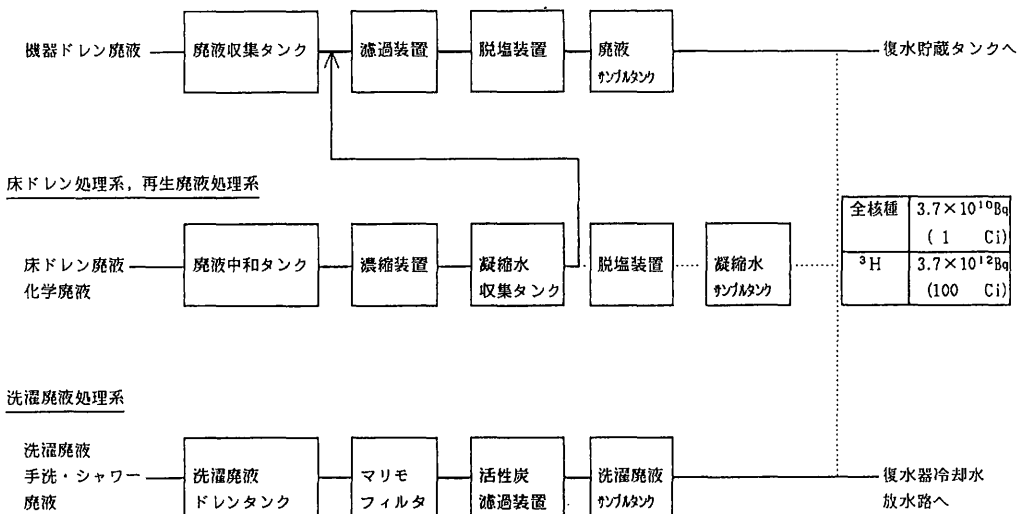 機器ドレン廃液
廃液収集タンク
濾過装置
脱塩装置
廃液
サンプルタンク
復水貯蔵タンクへ
床ドレン処理系，再生廃液処理系
床ドレン廃液
化学廃液
廃液中和タンク
濃縮装置
凝縮水
収集タンク
脱塩装置
凝縮水
サンプルタンク
全核種 3.7×10¹⁰Bq
( 1 Ci)
³H 3.7×10¹²Bq
(100 Ci)
洗濯廃液処理系
洗濯廃液
手洗・シャワー
廃液
洗濯廃液
ドレンタンク
マリモ
フィルタ
活性炭
濾過装置
洗濯廃液
サンプルタンク
復水器冷却水
放水路へ